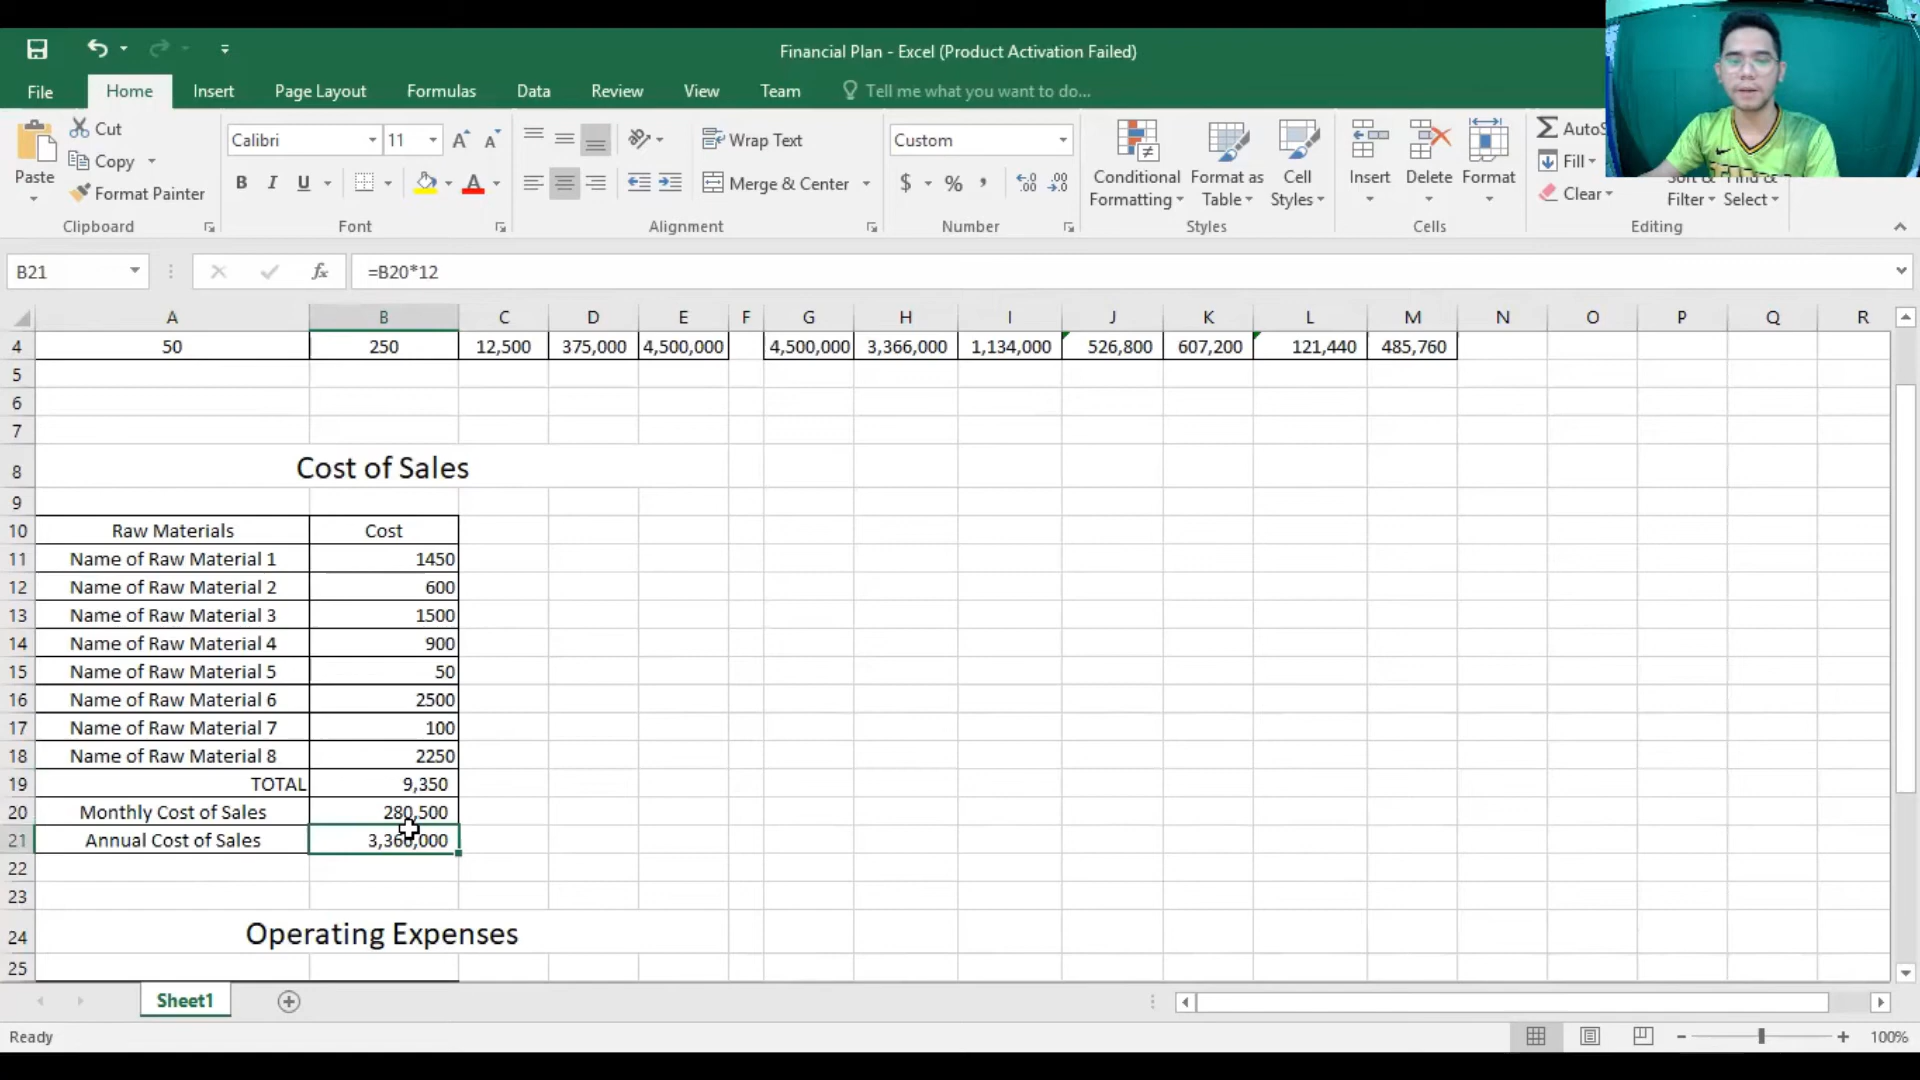 Financial Plan - Excel (Product Activation Failed)
File Home Insert Page Layout Formulas Data Review View Team Tell me what you want to do...
Paste
Cut
Copy
Format Painter
Clipboard
Calibri 11
B I U
Font
Wrap Text
Merge & Center
Alignment
Custom
$ % ,
Number
Conditional Formatting
Format as Table
Cell Styles
Styles
Insert Delete Format
Cells
Fill
Clear
Filter Select
Editing
B21 fx =B20*12
A B C D E F G H I J K L M N O P Q R
4 50 250 12,500 375,000 4,500,000 4,500,000 3,366,000 1,134,000 526,800 607,200 121,440 485,760
5
6
7
8 Cost of Sales
9
10 Raw Materials Cost
11 Name of Raw Material 1 1450
12 Name of Raw Material 2 600
13 Name of Raw Material 3 1500
14 Name of Raw Material 4 900
15 Name of Raw Material 5 50
16 Name of Raw Material 6 2500
17 Name of Raw Material 7 100
18 Name of Raw Material 8 2250
19 TOTAL 9,350
20 Monthly Cost of Sales 280,500
21 Annual Cost of Sales 3,366,000
22
23
24 Operating Expenses
25
Sheet1
Ready 100%